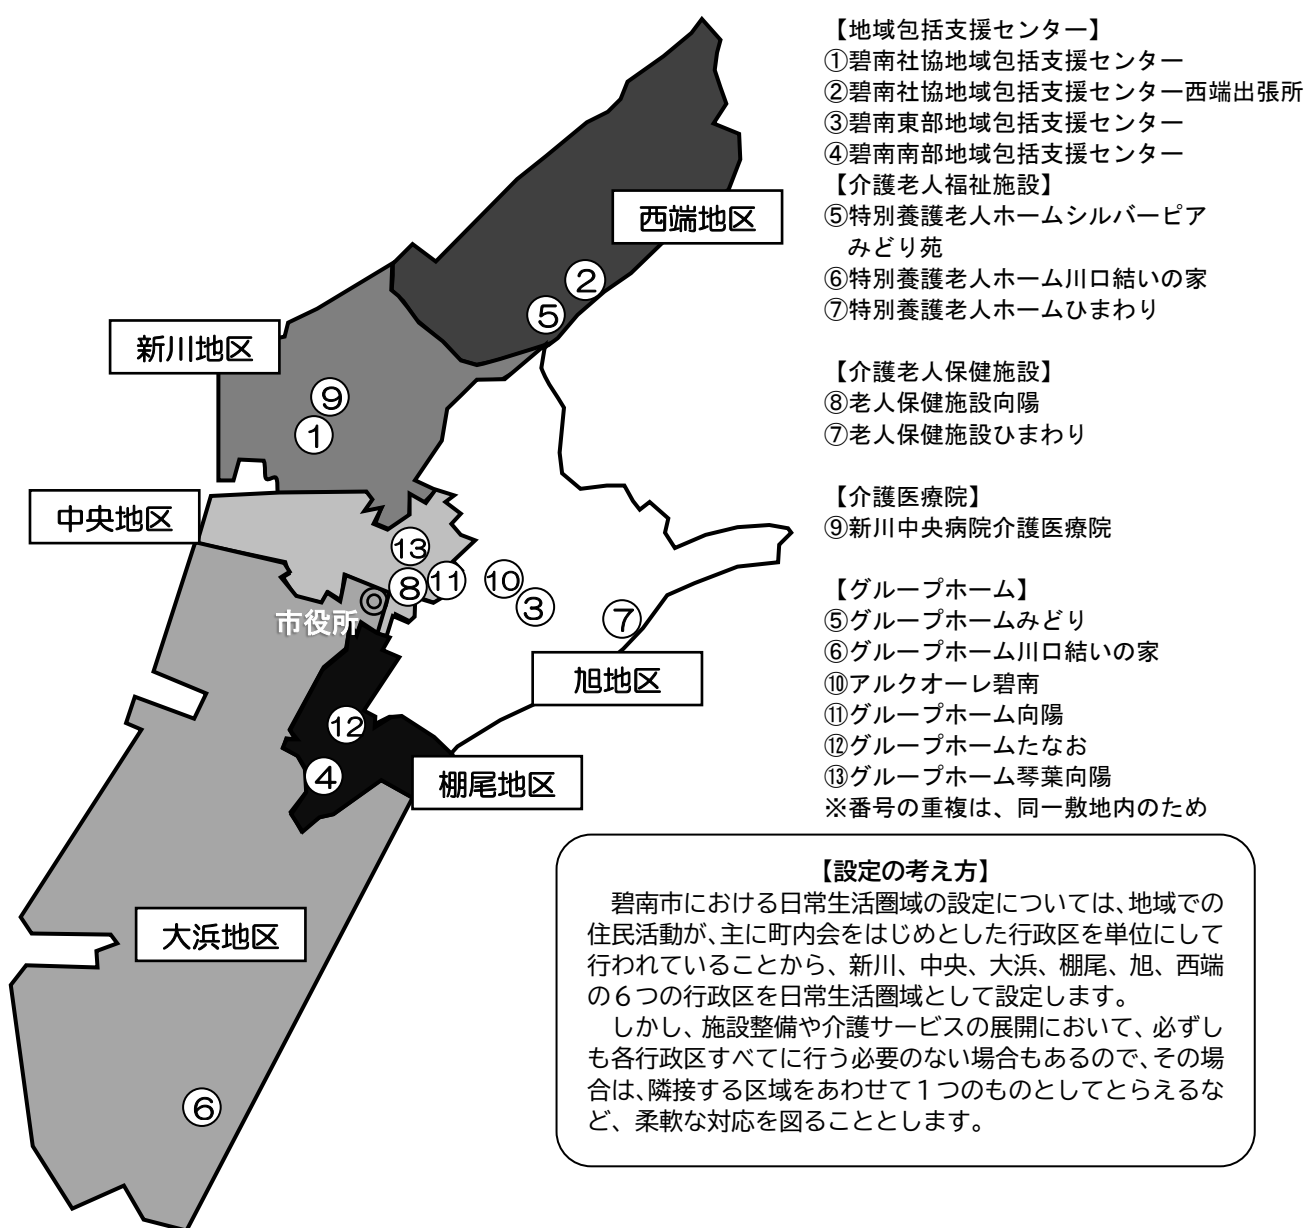 【地域包括支援センター】
①碧南社協地域包括支援センター
②碧南社協地域包括支援センター西端出張所
③碧南東部地域包括支援センター
④碧南南部地域包括支援センター
【介護老人福祉施設】
⑤特別養護老人ホームシルバーピア
みどり苑
⑥特別養護老人ホーム川口結いの家
⑦特別養護老人ホームひまわり
【介護老人保健施設】
⑧老人保健施設向陽
⑦老人保健施設ひまわり
【介護医療院】
⑨新川中央病院介護医療院
【グループホーム】
⑤グループホームみどり
⑥グループホーム川口結いの家
⑩アルクオーレ碧南
⑪グループホーム向陽
⑫グループホームたなお
⑬グループホーム琴葉向陽
※番号の重複は、同一敷地内のため
西端地区
②
⑤
新川地区
⑨
①
中央地区
⑬
⑧
⑪
⑩
③
⑦
◎
市役所
旭地区
⑫
④
棚尾地区
大浜地区
⑥
【設定の考え方】
碧南市における日常生活圏域の設定については、地域での
住民活動が、主に町内会をはじめとした行政区を単位にして
行われていることから、新川、中央、大浜、棚尾、旭、西端
の６つの行政区を日常生活圏域として設定します。
しかし、施設整備や介護サービスの展開において、必ずし
も各行政区すべてに行う必要のない場合もあるので、その場
合は、隣接する区域をあわせて１つのものとしてとらえるな
ど、柔軟な対応を図ることとします。